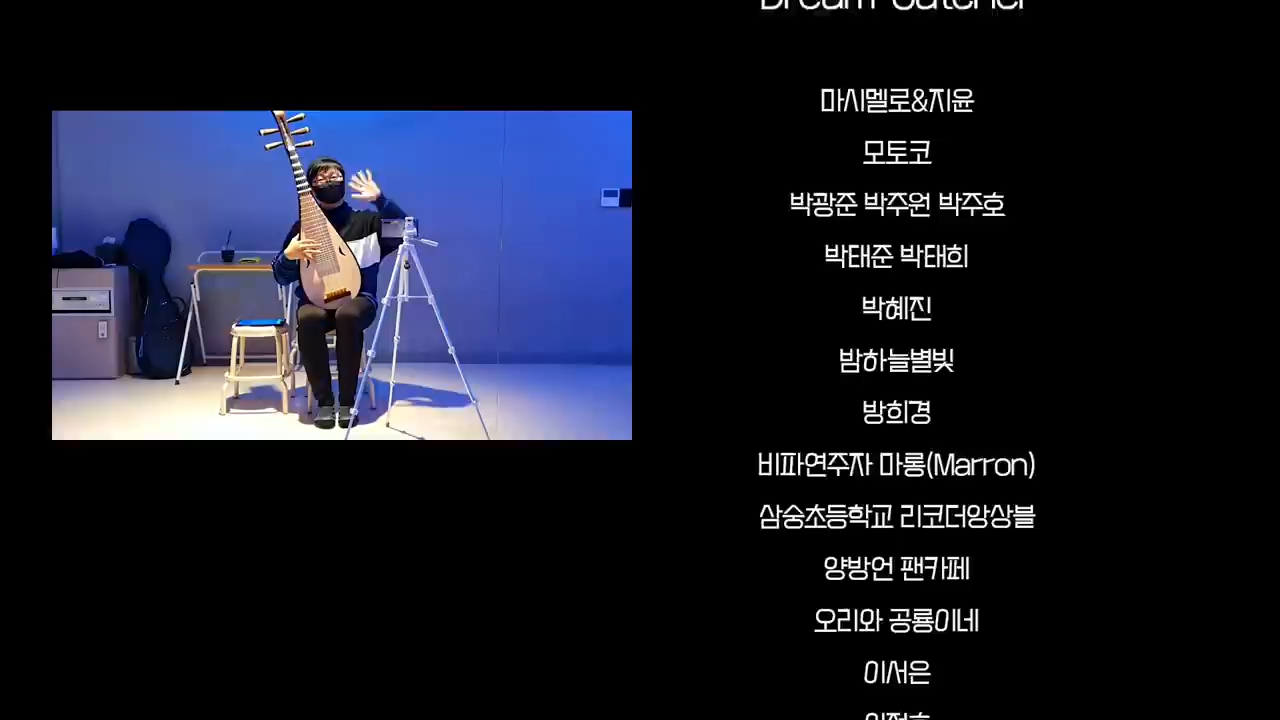 Dream Catcher
마시멜로&지윤
모토코
박광준 박주원 박주호
박태준 박태희
박혜진
밤하늘별빛
방희경
비파연주자 마롱(Marron)
삼숭초등학교 리코더앙상블
양방언 팬카페
오리와 공룡이네
이서은